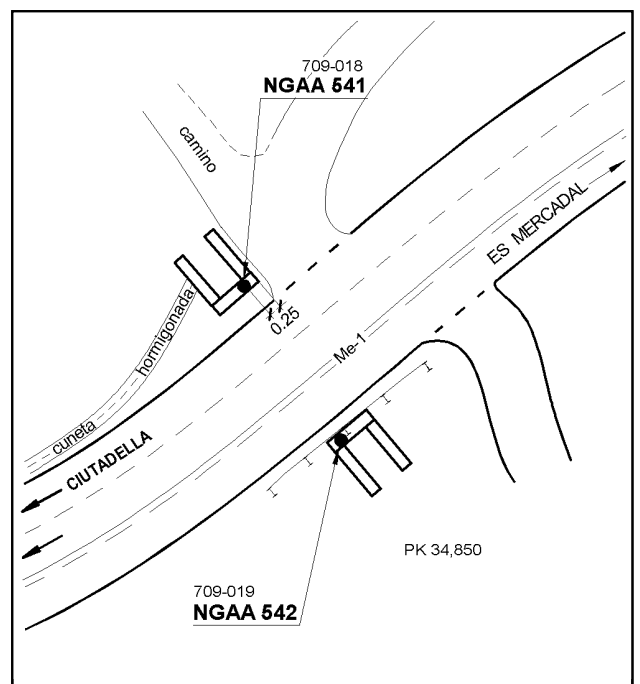 709-018
NGAA 541
camino
ES MERCADAL
0.25
hormigonada
Me-1
cuneta
CIUTADELLA
PK 34,850
709-019
NGAA 542